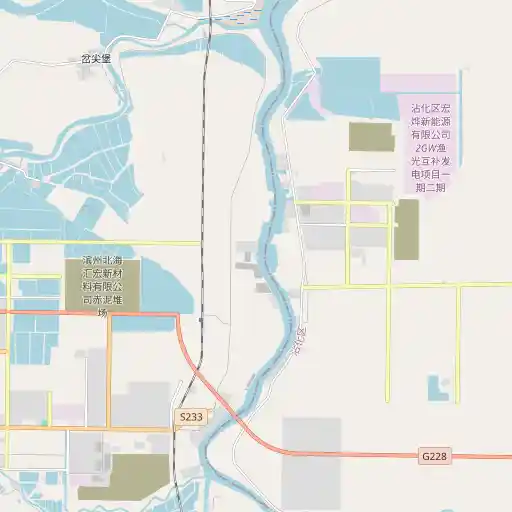 岔尖堡
沾化区宏
烨新能源
有限公司
2GW渔
光互补发
电项目一
期二期
滨州北海
汇宏新材
料有限公
司赤泥堆
场
沾化区
S233
G228